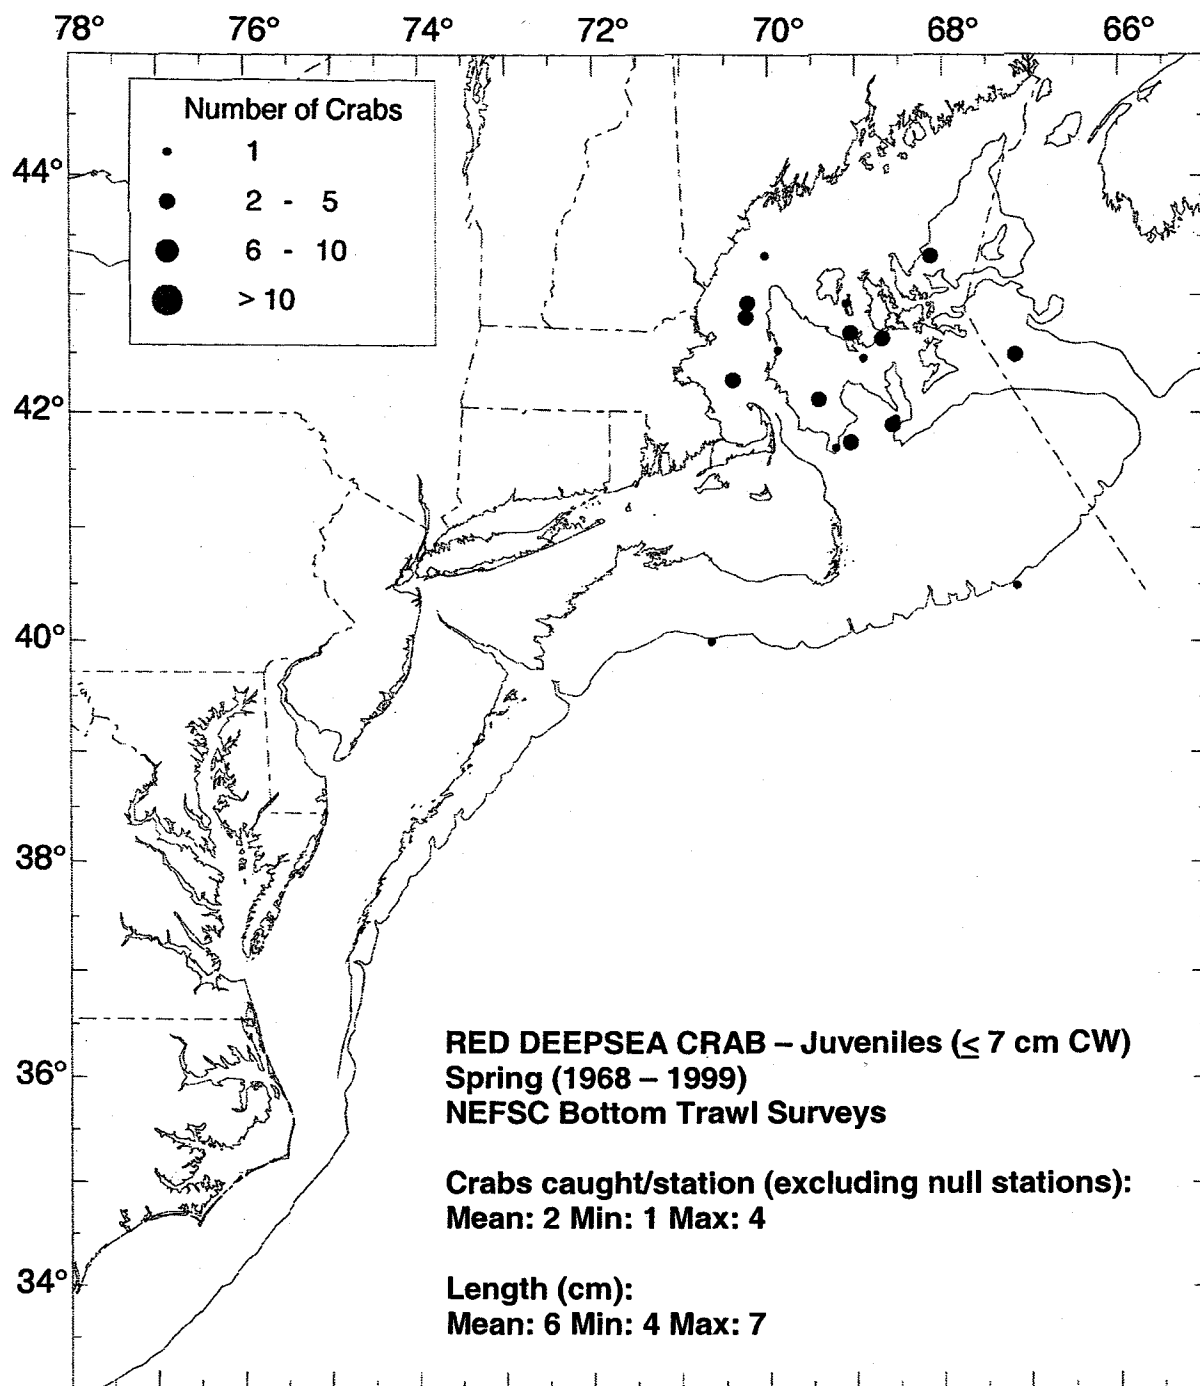 78° 76° 74° 72° 70° 68° 66°
Number of Crabs
1
2 - 5
6 - 10
> 10
44°
42°
40°
38°
36°
34°
RED DEEPSEA CRAB – Juveniles (≤ 7 cm CW)
Spring (1968 – 1999)
NEFSC Bottom Trawl Surveys
Crabs caught/station (excluding null stations):
Mean: 2 Min: 1 Max: 4
Length (cm):
Mean: 6 Min: 4 Max: 7